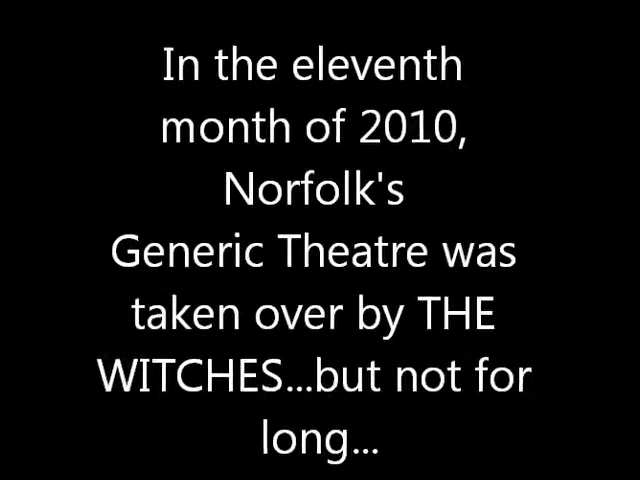 In the eleventh
month of 2010,
Norfolk's
Generic Theatre was
taken over by THE
WITCHES...but not for
long...